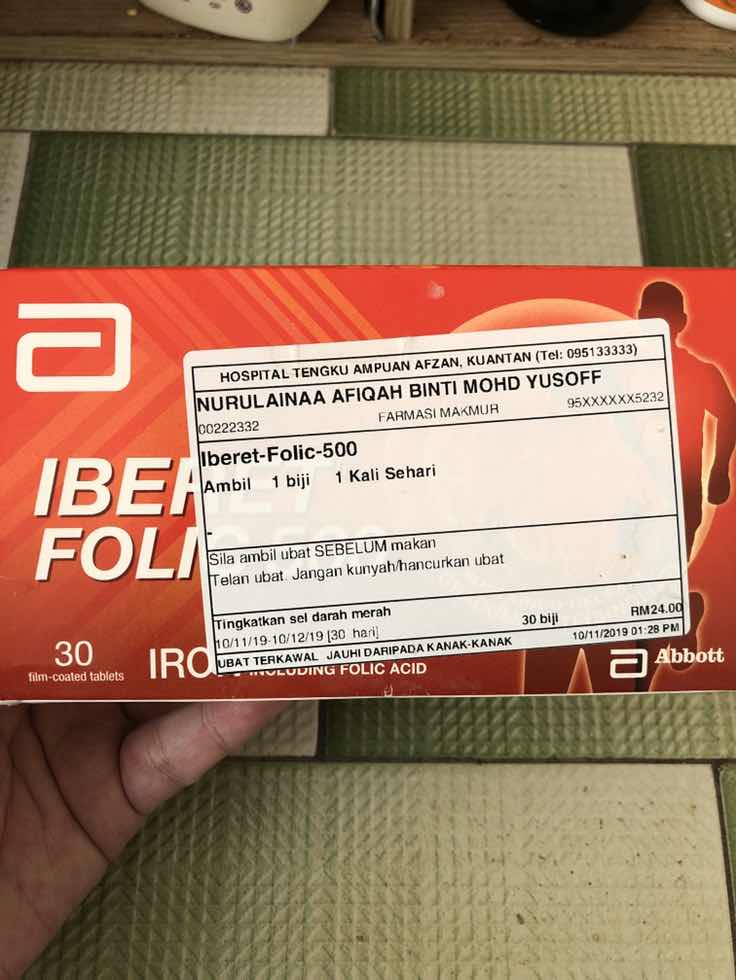 HOSPITAL TENGKU AMPUAN AFZAN, KUANTAN (Tel: 095133333)
NURULAINAA AFIQAH BINTI MOHD YUSOFF
00222332 FARMASI MAKMUR 95XXXXXX5232
Iberet-Folic-500
Ambil 1 biji 1 Kali Sehari
-
Sila ambil ubat SEBELUM makan
Telan ubat. Jangan kunyah/hancurkan ubat
Tingkatkan sel darah merah 30 biji RM24.00
10/11/19-10/12/19 [30 hari] 10/11/2019 01:28 PM
UBAT TERKAWAL JAUHI DARIPADA KANAK-KANAK
IBERET
FOLIC-500
30
film-coated tablets
INCLUDING FOLIC ACID
Abbott